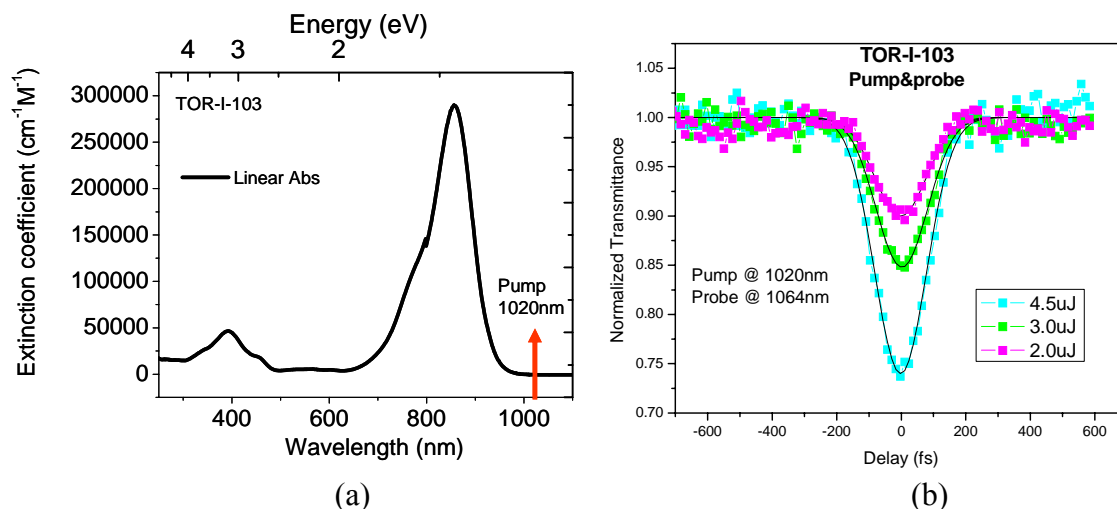 Energy (eV)
4 3 2
300000
250000
200000
150000
100000
50000
0
Extinction coefficient (cm⁻¹M⁻¹)
TOR-I-103
Linear Abs
Pump
1020nm
400 600 800 1000
Wavelength (nm)
(a)
TOR-I-103
Pump&probe
1.05
1.00
0.95
0.90
0.85
0.80
0.75
0.70
Normalized Transmittance
Pump @ 1020nm
Probe @ 1064nm
4.5uJ
3.0uJ
2.0uJ
-600 -400 -200 0 200 400 600
Delay (fs)
(b)